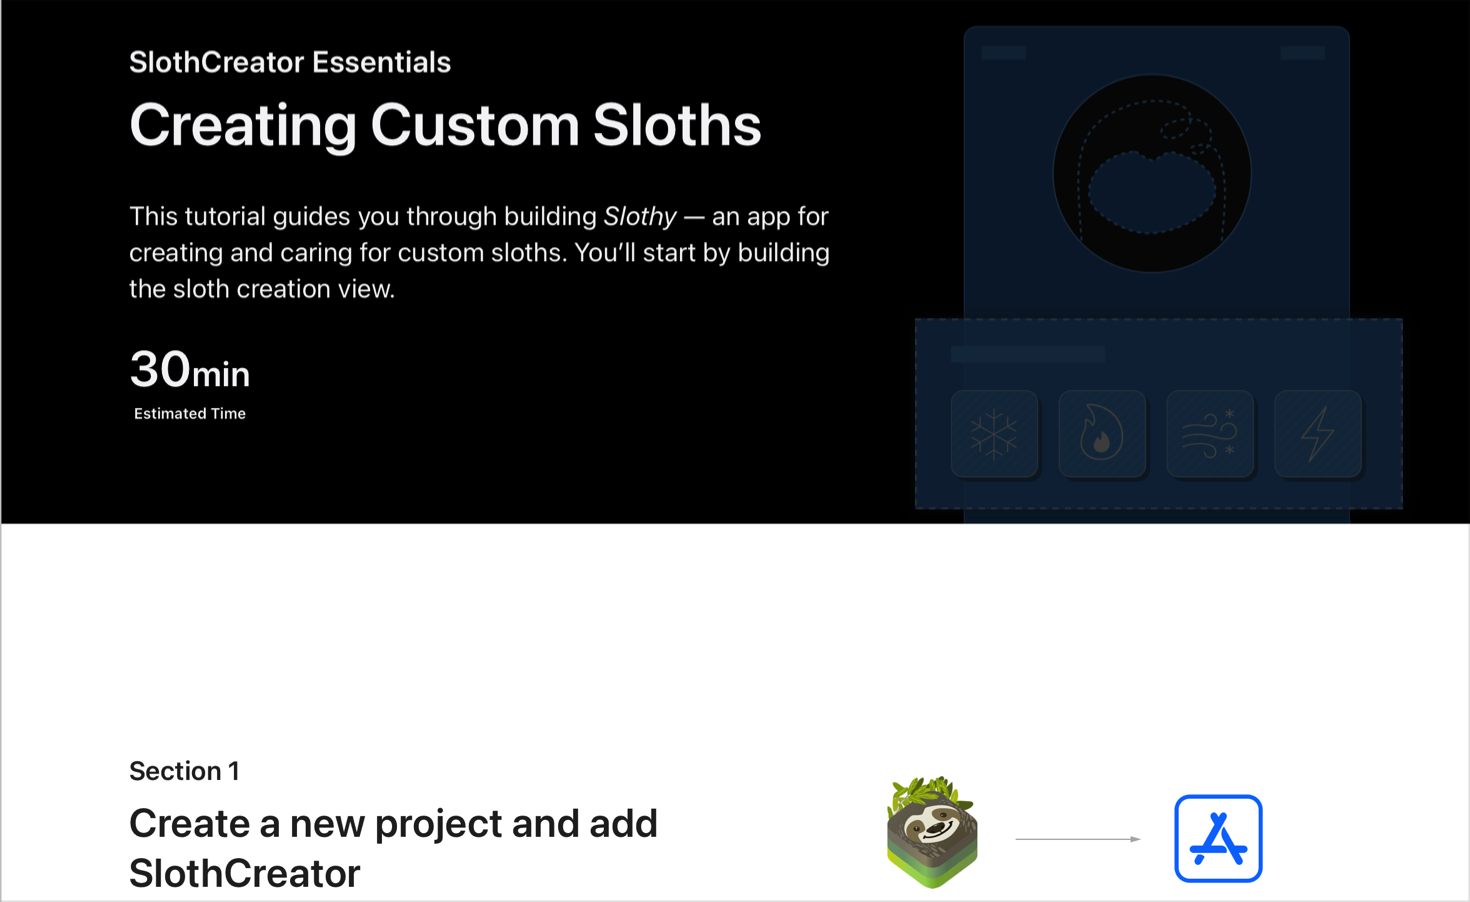 SlothCreator Essentials
Creating Custom Sloths
This tutorial guides you through building Slothy — an app for
creating and caring for custom sloths. You’ll start by building
the sloth creation view.
30min
Estimated Time
Section 1
Create a new project and add
SlothCreator